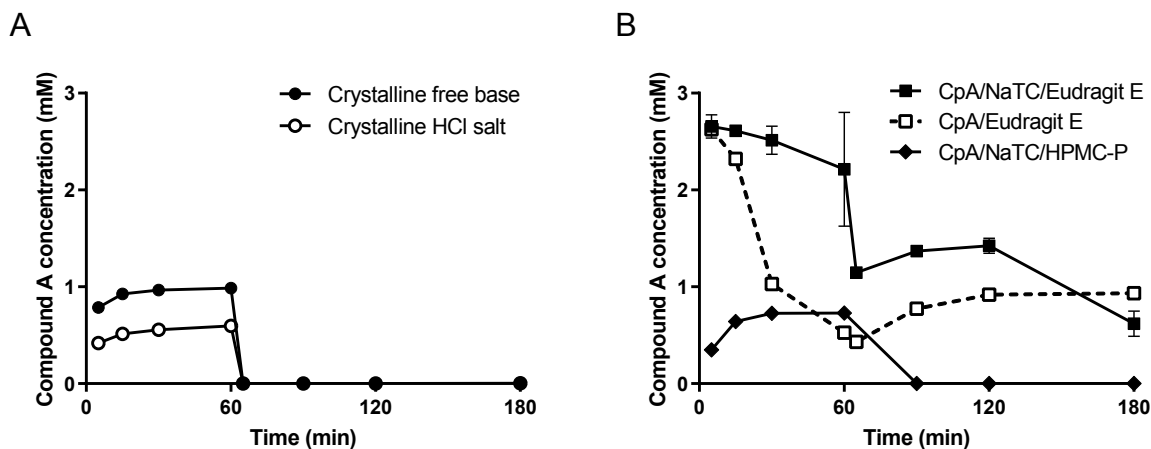 A
Compound A concentration (mM)
3
2
1
0
Crystalline free base
Crystalline HCl salt
0
60
120
180
Time (min)
B
Compound A concentration (mM)
3
2
1
0
CpA/NaTC/Eudragit E
CpA/Eudragit E
CpA/NaTC/HPMC-P
0
60
120
180
Time (min)